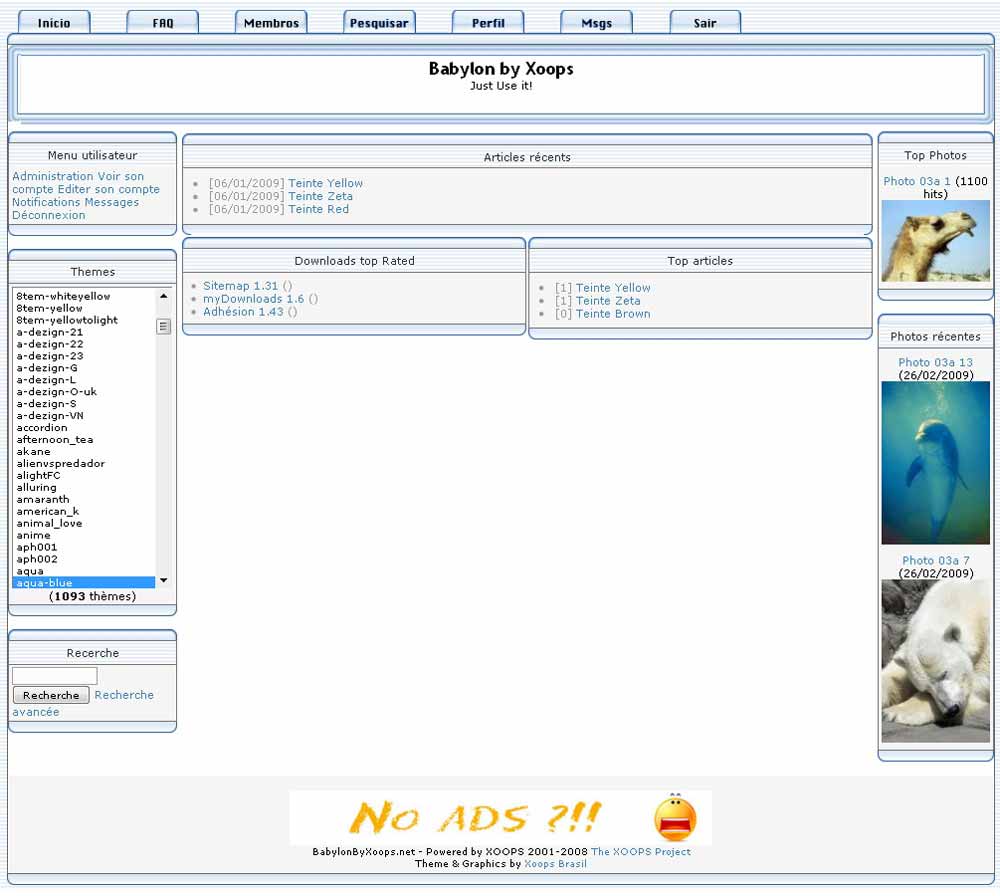 Início
FAQ
Membros
Pesquisar
Perfil
Msgs
Sair
Babylon by Xoops
Just Use it!
Menu utilisateur
Administration Voir son
compte Editer son compte
Notifications Messages
Déconnexion
Themes
8tem-whiteyellow
8tem-yellow
8tem-yellowtolight
a-dezign-21
a-dezign-22
a-dezign-23
a-dezign-G
a-dezign-L
a-dezign-O-uk
a-dezign-S
a-dezign-VN
accordion
afternoon_tea
akane
alienvspredador
alightFC
alluring
amaranth
american_k
animal_love
anime
aph001
aph002
aqua
aqua-blue
(1093 thèmes)
Recerche
Recherche Recherche
avancée
Articles récents
[06/01/2009] Teinte Yellow
[06/01/2009] Teinte Zeta
[06/01/2009] Teinte Red
Downloads top Rated
Sitemap 1.31 ()
myDownloads 1.6 ()
Adhésion 1.43 ()
Top articles
[1] Teinte Yellow
[1] Teinte Zeta
[0] Teinte Brown
Top Photos
Photo 03a 1 (1100
hits)
Photos récentes
Photo 03a 13
(26/02/2009)
Photo 03a 7
(26/02/2009)
No ADS ?!!
BabylonByXoops.net - Powered by XOOPS 2001-2008 The XOOPS Project
Theme & Graphics by Xoops Brasil